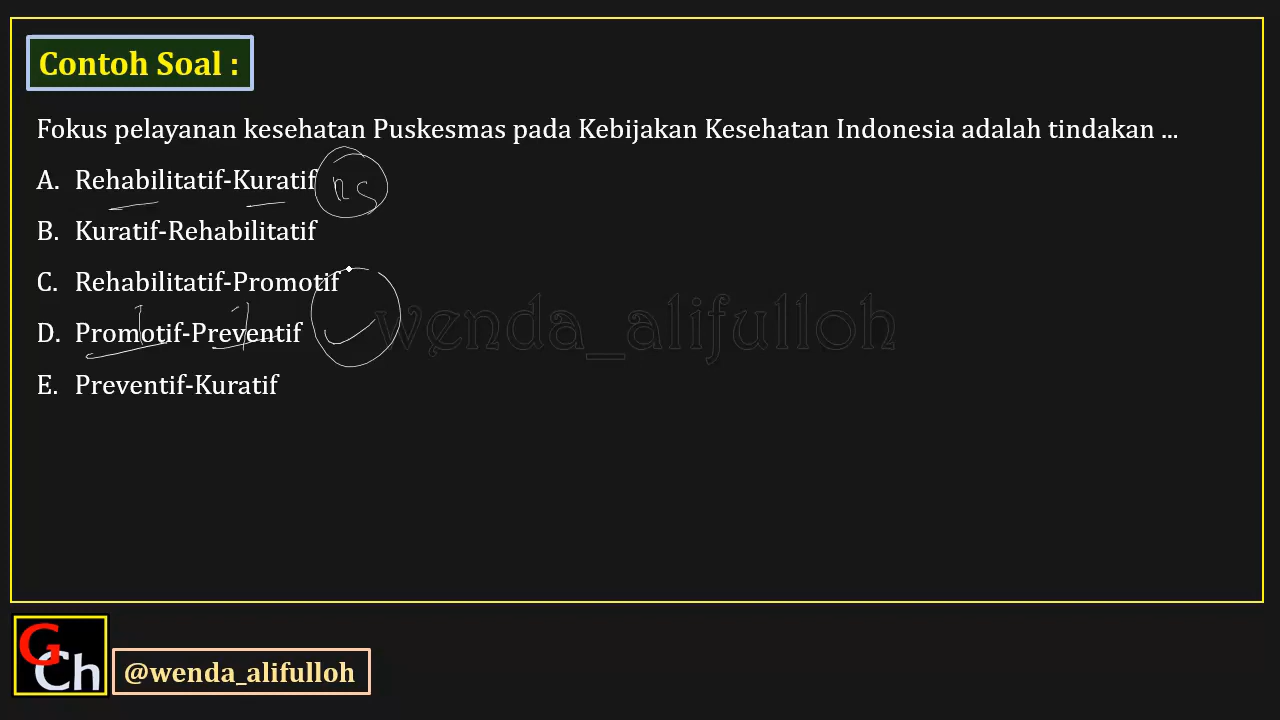 Contoh Soal :
Fokus pelayanan kesehatan Puskesmas pada Kebijakan Kesehatan Indonesia adalah tindakan ...
A. Rehabilitatif-Kuratif
B. Kuratif-Rehabilitatif
C. Rehabilitatif-Promotif
D. Promotif-Preventif
E. Preventif-Kuratif
wenda_alifulloh
GCh
@wenda_alifulloh